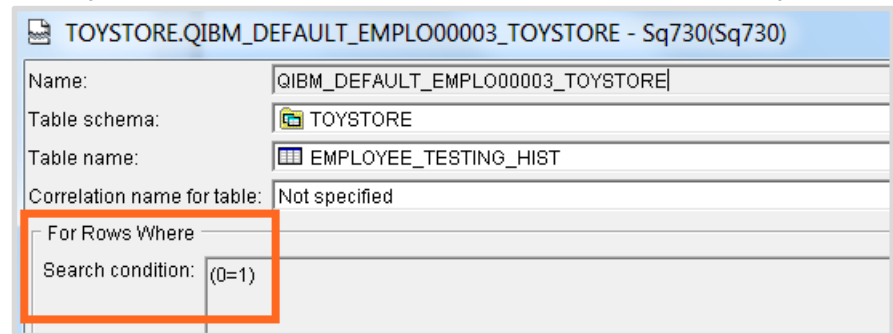 TOYSTORE.QIBM_DEFAULT_EMPLO00003_TOYSTORE - Sq730(Sq730)
Name: QIBM_DEFAULT_EMPLO00003_TOYSTORE
Table schema: TOYSTORE
Table name: EMPLOYEE_TESTING_HIST
Correlation name for table: Not specified
For Rows Where
Search condition: (0=1)